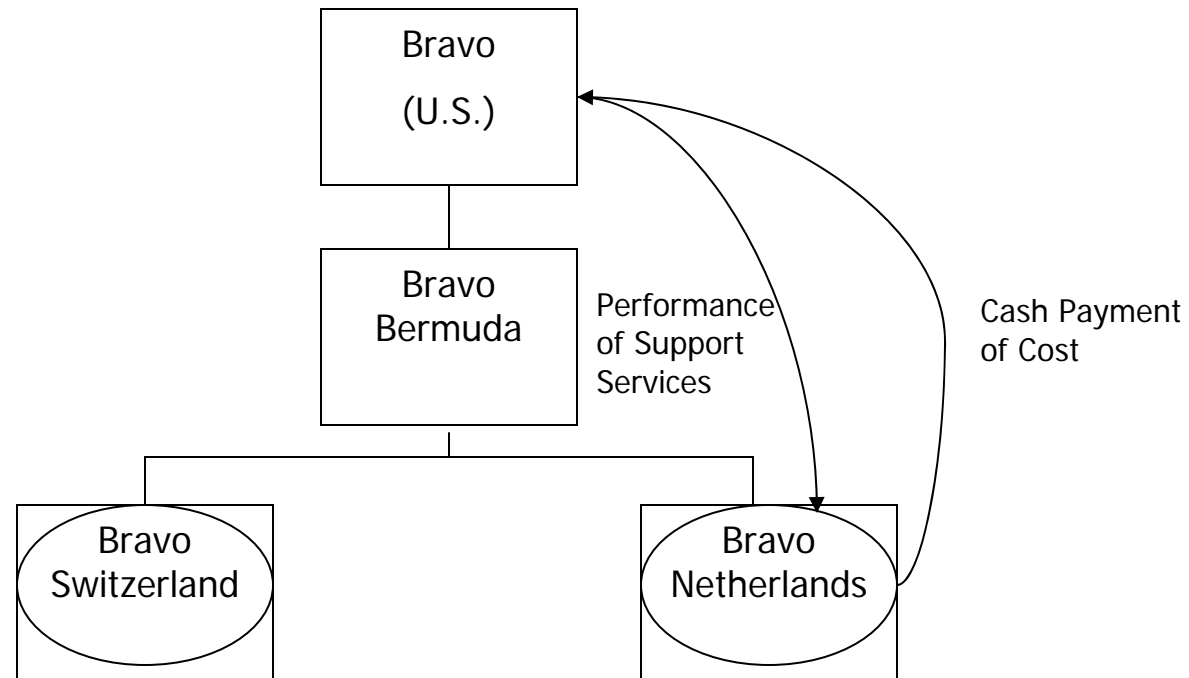 Bravo
(U.S.)
Bravo
Bermuda
Performance
of Support
Services
Cash Payment
of Cost
Bravo
Switzerland
Bravo
Netherlands